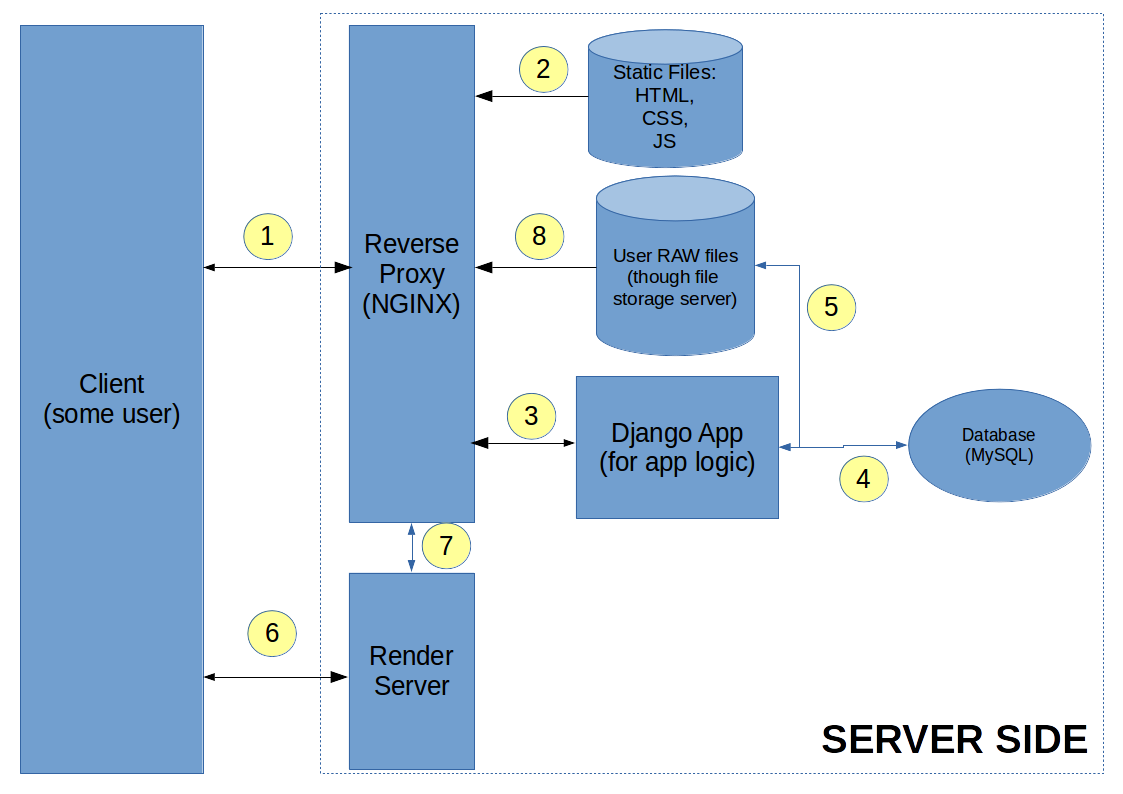 Client
(some user)
1
Reverse
Proxy
(NGINX)
2
Static Files:
HTML,
CSS,
JS
8
User RAW files
(though file
storage server)
5
3
Django App
(for app logic)
4
Database
(MySQL)
7
6
Render
Server
SERVER SIDE